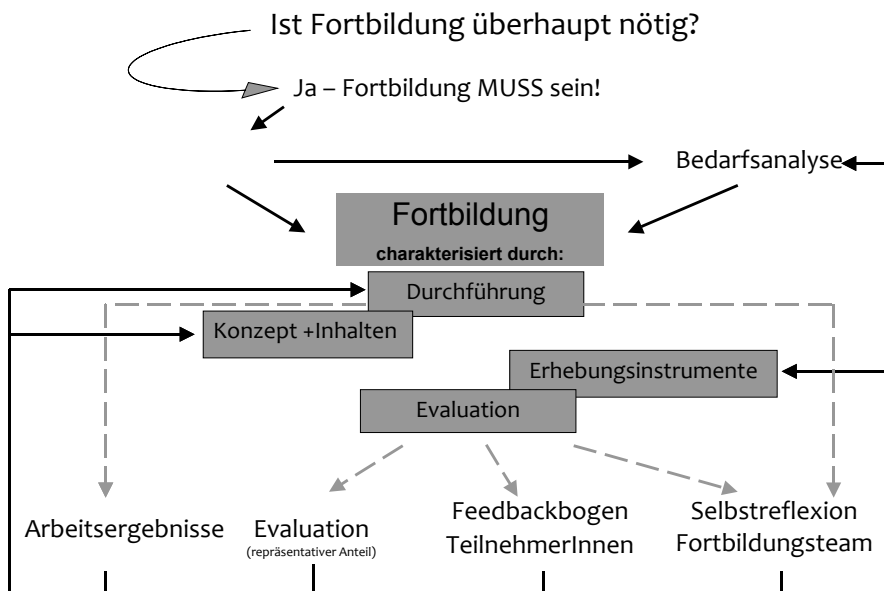 Ist Fortbildung überhaupt nötig?
Ja – Fortbildung MUSS sein!
Bedarfsanalyse
Fortbildung
charakterisiert durch:
Durchführung
Konzept +Inhalten
Erhebungsinstrumente
Evaluation
Arbeitsergebnisse
Evaluation
(repräsentativer Anteil)
Feedbackbogen
TeilnehmerInnen
Selbstreflexion
Fortbildungsteam